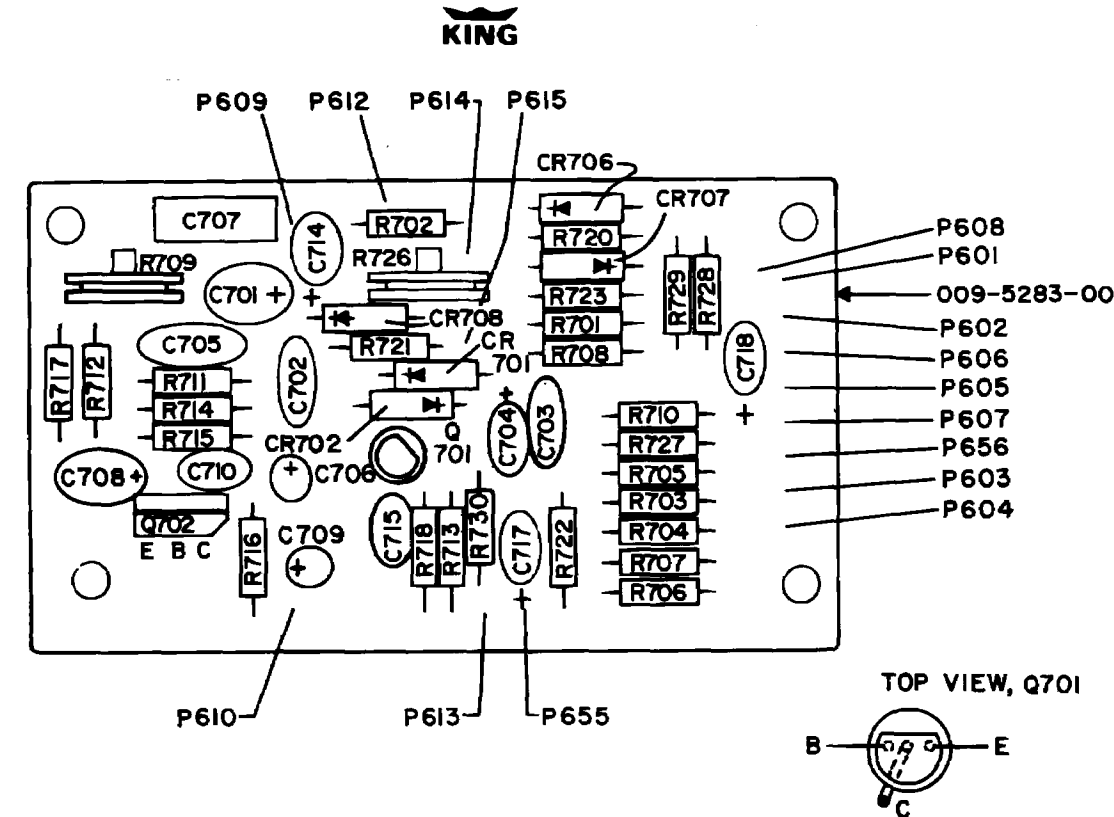 KING
P609 P612 P614 P615
CR706
CR707
C707
R702
C714
R720
P608
P601
R709
R726
009-5283-00
C701 +
+
R723
R729
R728
CR708
R701
P602
C705
R721
CR
701
R708
C718
P606
R717
R712
R711
C702
P605
R714
+
+
P607
R715
CR702
Q
701
C704
C703
R710
R727
P656
C708+
C710
+
C706
R705
P603
R703
P604
Q702
E B C
R716
C709
+
C715
R718
R713
R730
C717
R722
R704
R707
R706
+
P610
P613
P655
TOP VIEW, Q701
B
E
C